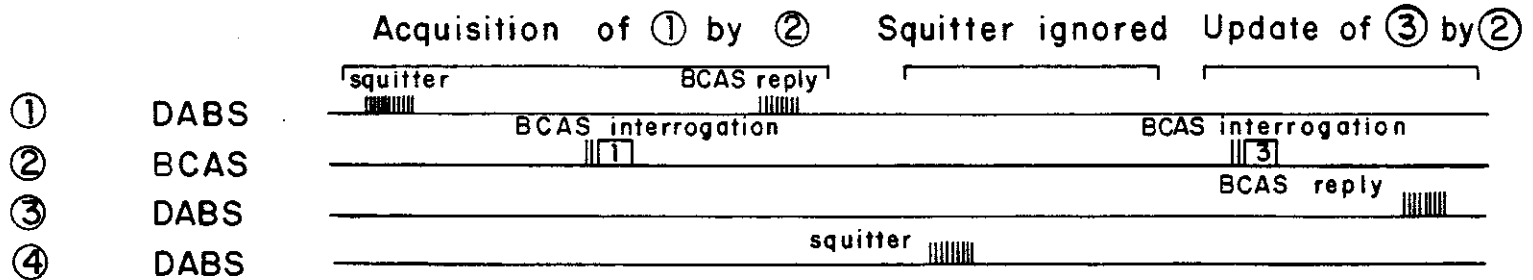 Acquisition of ① by ② Squitter ignored Update of ③ by ②
squitter BCAS reply
① DABS
BCAS interrogation BCAS interrogation
② BCAS 1 3
BCAS reply
③ DABS
squitter
④ DABS